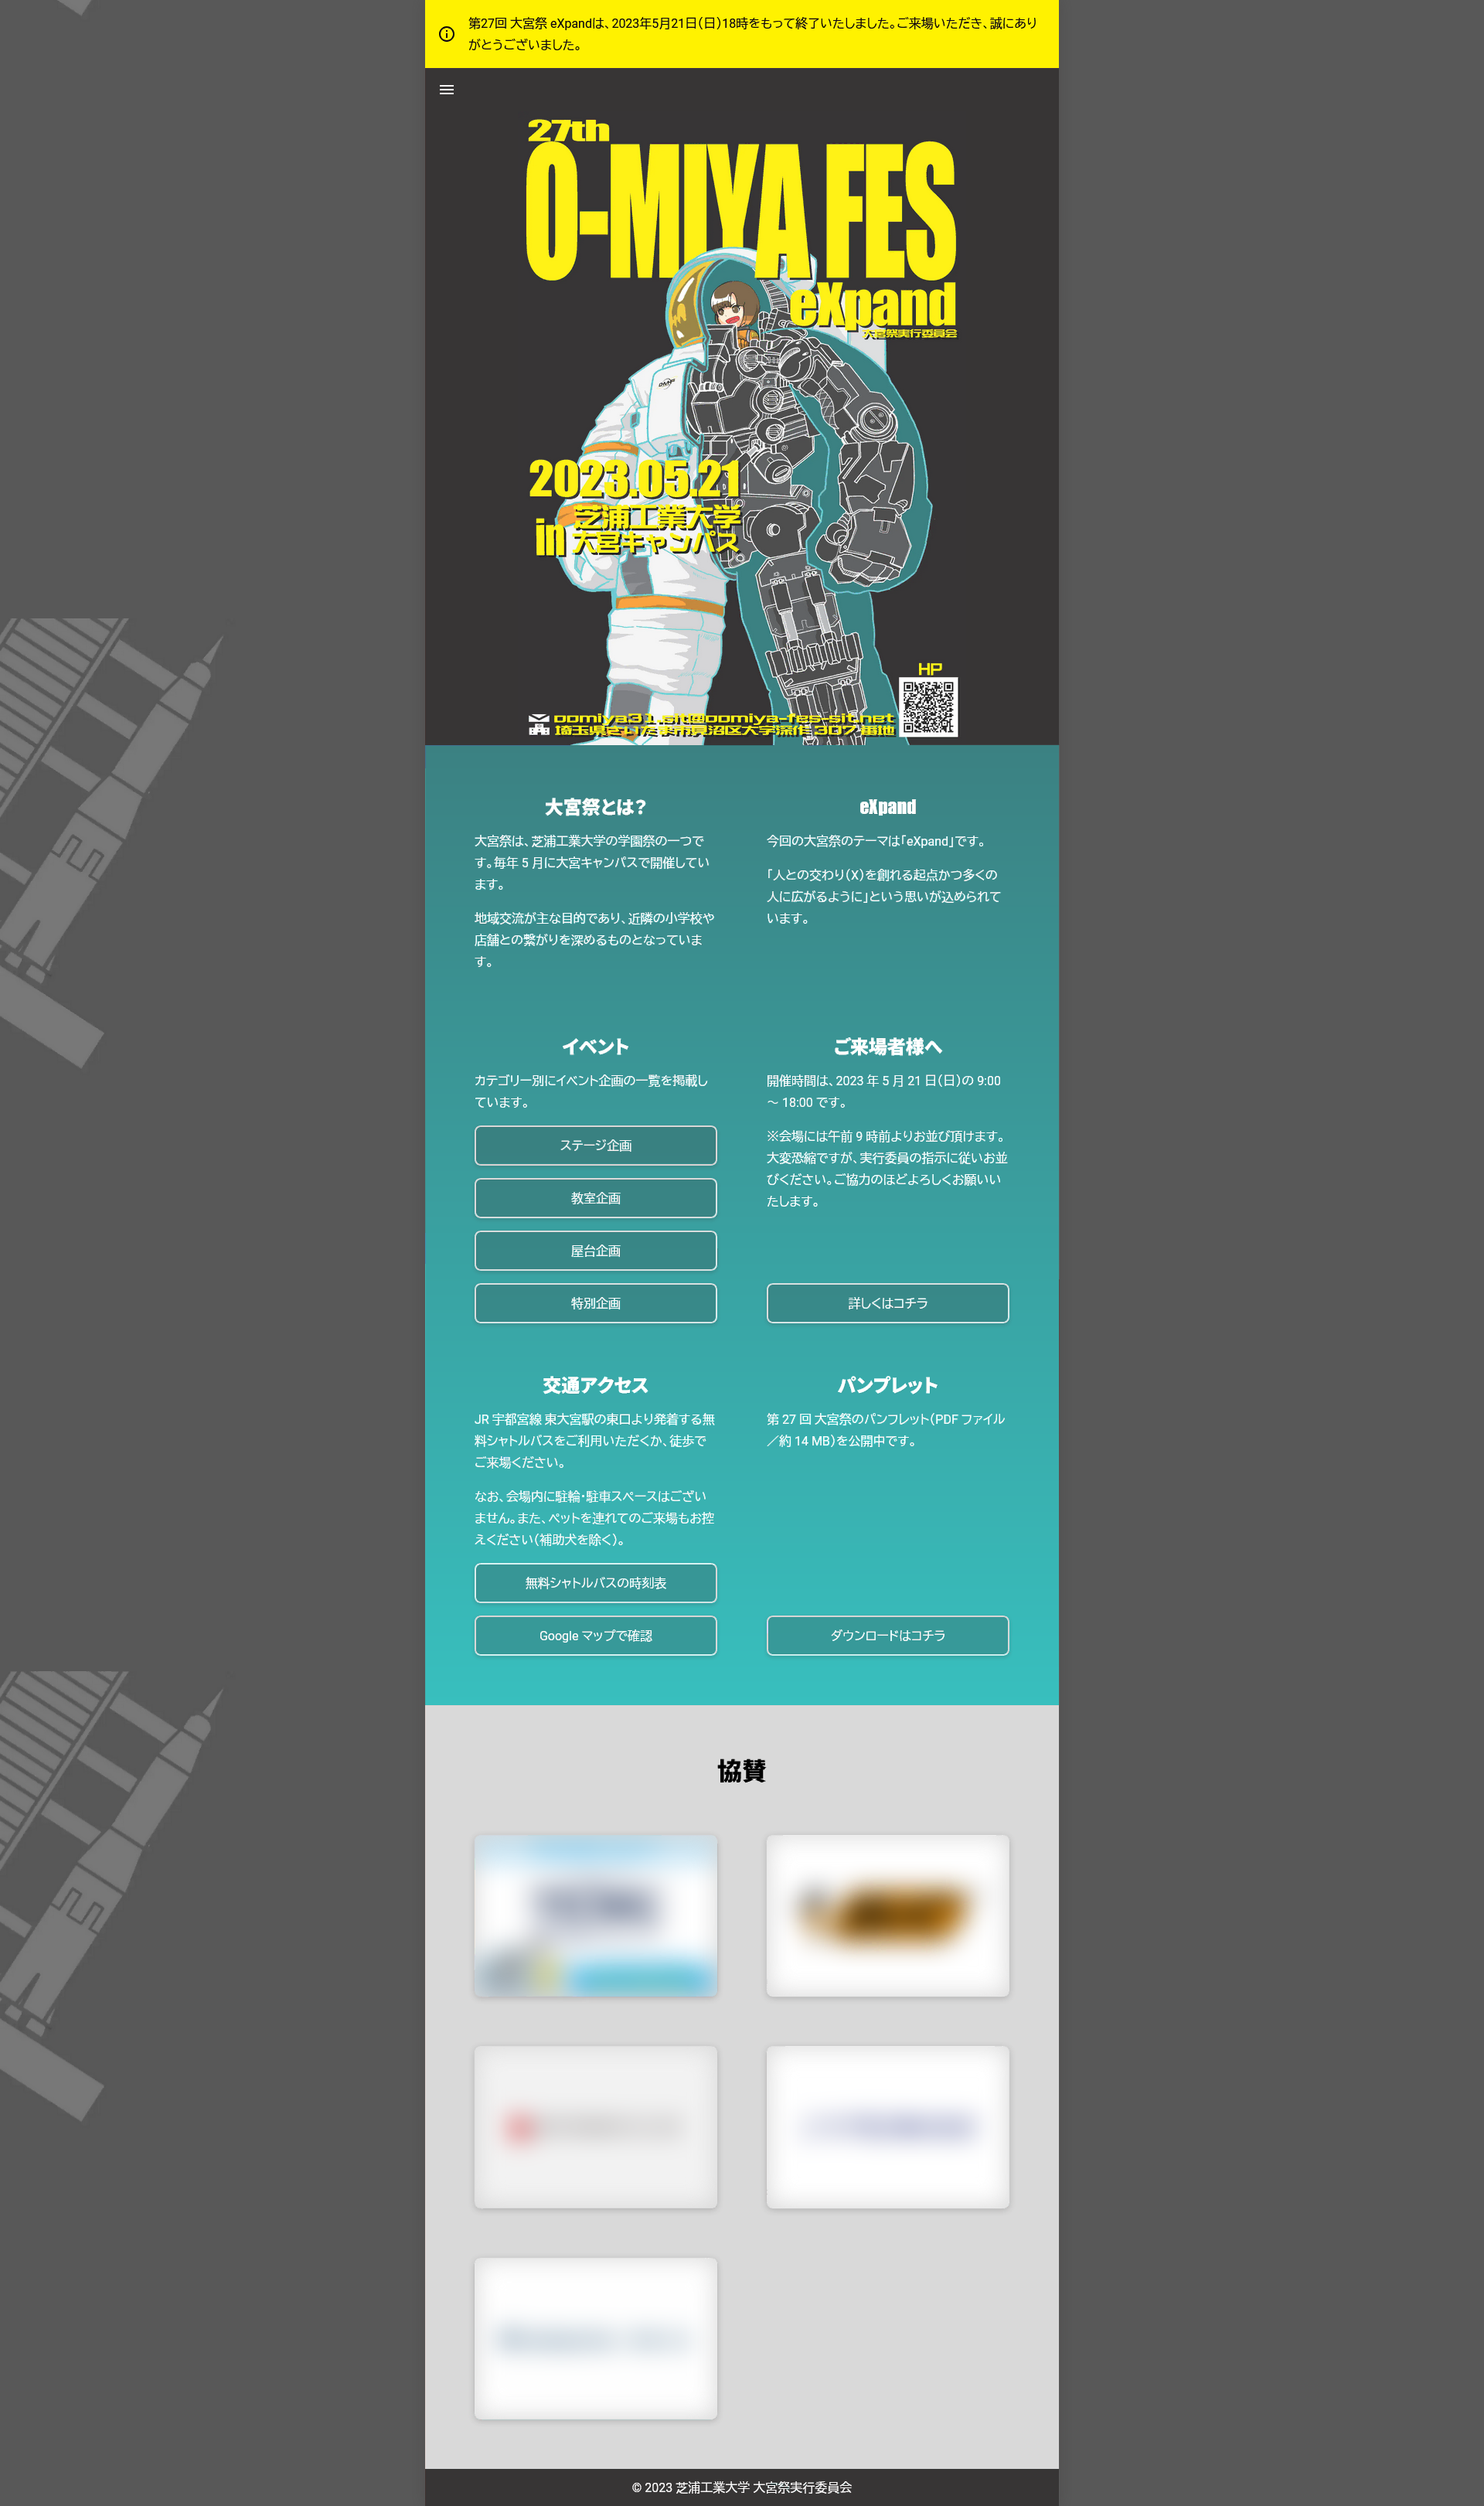 第27回 大宮祭 eXpandは、2023年5月21日（日）18時をもって終了いたしました。ご来場いただき、誠にあり
がとうございました。
27th
O-MIYA FES
eXpand
大宮祭実行委員会
2023.05.21
in 芝浦工業大学
大宮キャンパス
HP
oomiya31.sit@oomiya-fes-sit.net
埼玉県さいたま市見沼区大字深作307番地
大宮祭とは？
大宮祭は、芝浦工業大学の学園祭の一つで
す。毎年 5 月に大宮キャンパスで開催してい
ます。
地域交流が主な目的であり、近隣の小学校や
店舗との繋がりを深めるものとなっていま
す。
eXpand
今回の大宮祭のテーマは「eXpand」です。
「人との交わり（X）を創れる起点かつ多くの
人に広がるように」という思いが込められて
います。
イベント
カテゴリー別にイベント企画の一覧を掲載し
ています。
ステージ企画
教室企画
屋台企画
特別企画
ご来場者様へ
開催時間は、2023 年 5 月 21 日（日）の 9:00
～ 18:00 です。
※会場には午前 9 時前よりお並び頂けます。
大変恐縮ですが、実行委員の指示に従いお並
びください。ご協力のほどよろしくお願いい
たします。
詳しくはコチラ
交通アクセス
JR 宇都宮線 東大宮駅の東口より発着する無
料シャトルバスをご利用いただくか、徒歩で
ご来場ください。
なお、会場内に駐輪・駐車スペースはござい
ません。また、ペットを連れてのご来場もお控
えください（補助犬を除く）。
無料シャトルバスの時刻表
Google マップで確認
パンフレット
第 27 回 大宮祭のパンフレット（PDF ファイル
／約 14 MB）を公開中です。
ダウンロードはコチラ
協賛
© 2023 芝浦工業大学 大宮祭実行委員会